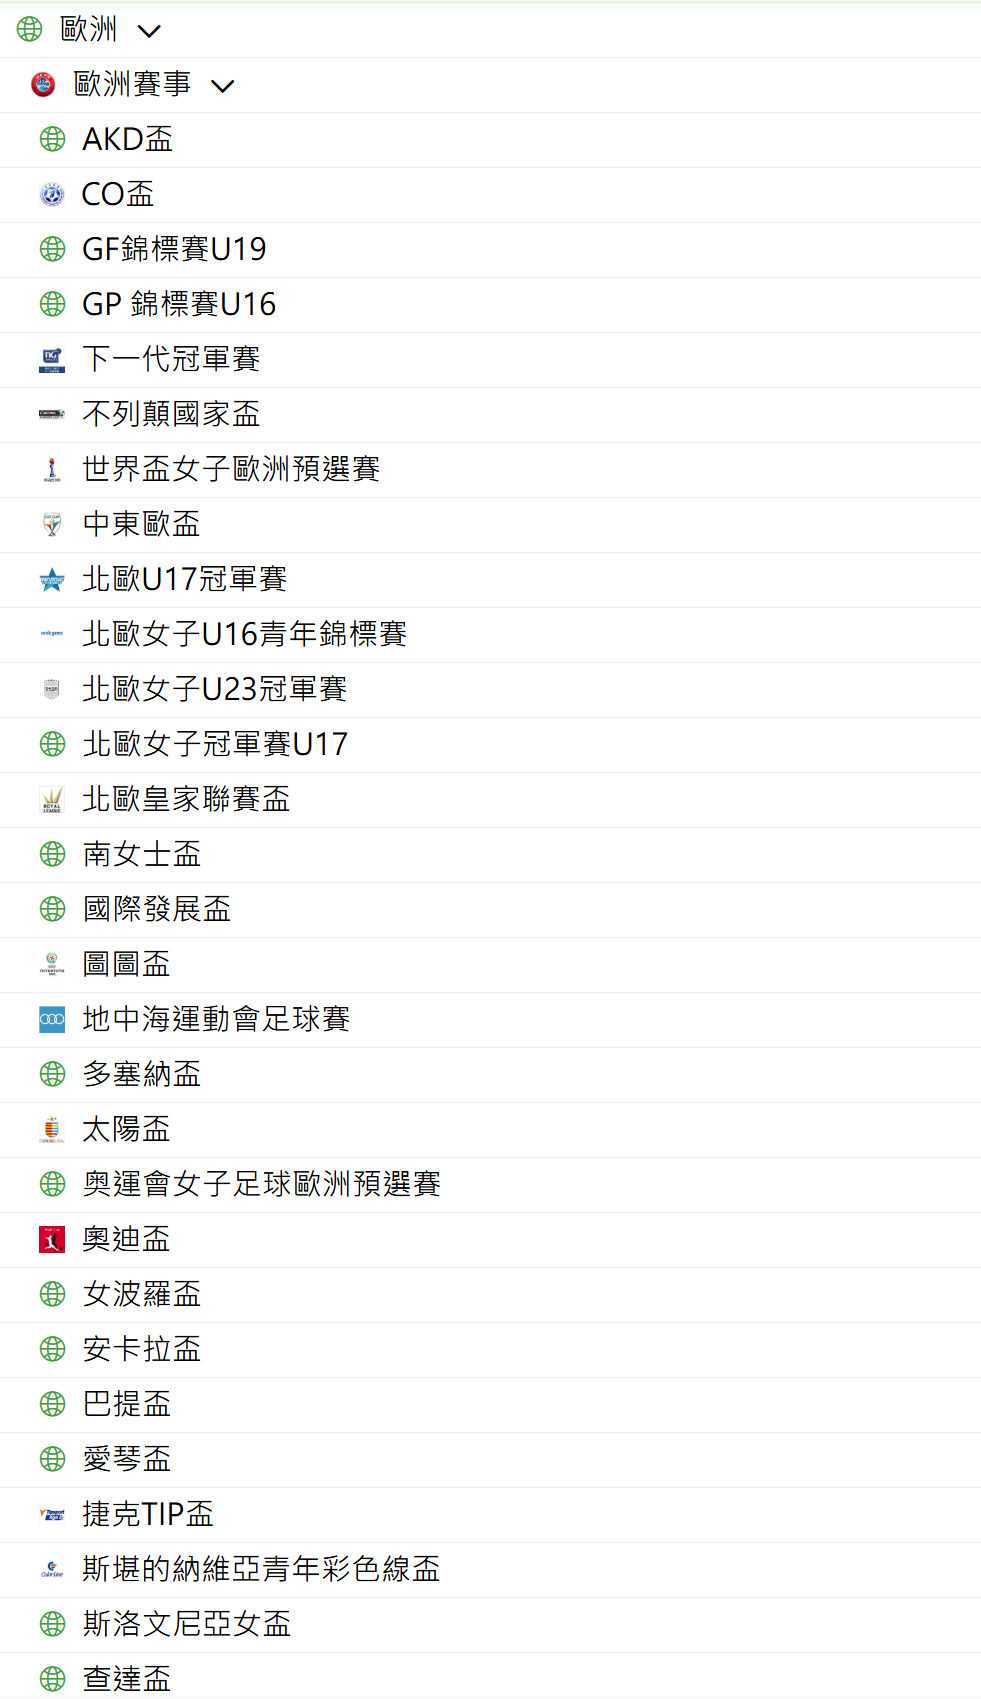 歐洲
歐洲賽事
AKD盃
CO盃
GF錦標賽U19
GP 錦標賽U16
下一代冠軍賽
不列顛國家盃
世界盃女子歐洲預選賽
中東歐盃
北歐U17冠軍賽
北歐女子U16青年錦標賽
北歐女子U23冠軍賽
北歐女子冠軍賽U17
ROYAL LEAGUE
北歐皇家聯賽盃
南女士盃
國際發展盃
圖圖盃
地中海運動會足球賽
多塞納盃
太陽盃
奧運會女子足球歐洲預選賽
奧迪盃
女波羅盃
安卡拉盃
巴提盃
愛琴盃
捷克TIP盃
Color Line
斯堪的納維亞青年彩色線盃
斯洛文尼亞女盃
查達盃